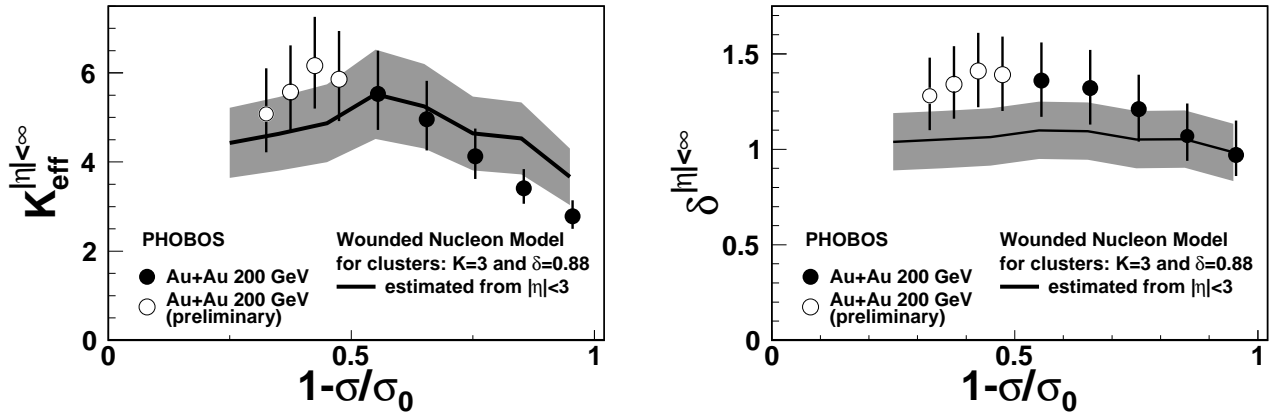 K_eff^|η|<∞
6
4
2
0
PHOBOS
Au+Au 200 GeV
Au+Au 200 GeV
(preliminary)
Wounded Nucleon Model
for clusters: K=3 and δ=0.88
estimated from |η|<3
0 0.5 1
1-σ/σ₀
δ^|η|<∞
1.5
1
0.5
0
PHOBOS
Au+Au 200 GeV
Au+Au 200 GeV
(preliminary)
Wounded Nucleon Model
for clusters: K=3 and δ=0.88
estimated from |η|<3
0 0.5 1
1-σ/σ₀